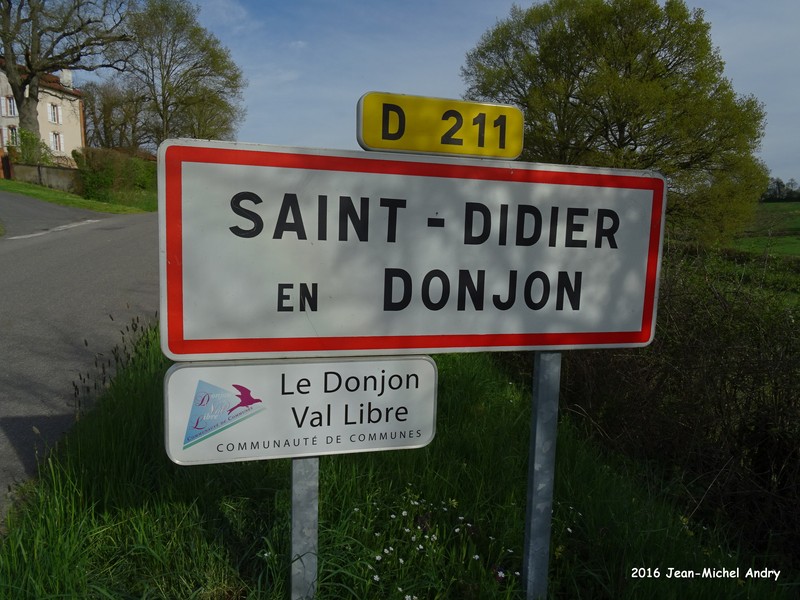 D 211
SAINT - DIDIER
EN DONJON
Le Donjon
Val Libre
COMMUNAUTÉ DE COMMUNES
2016 Jean-Michel Andry